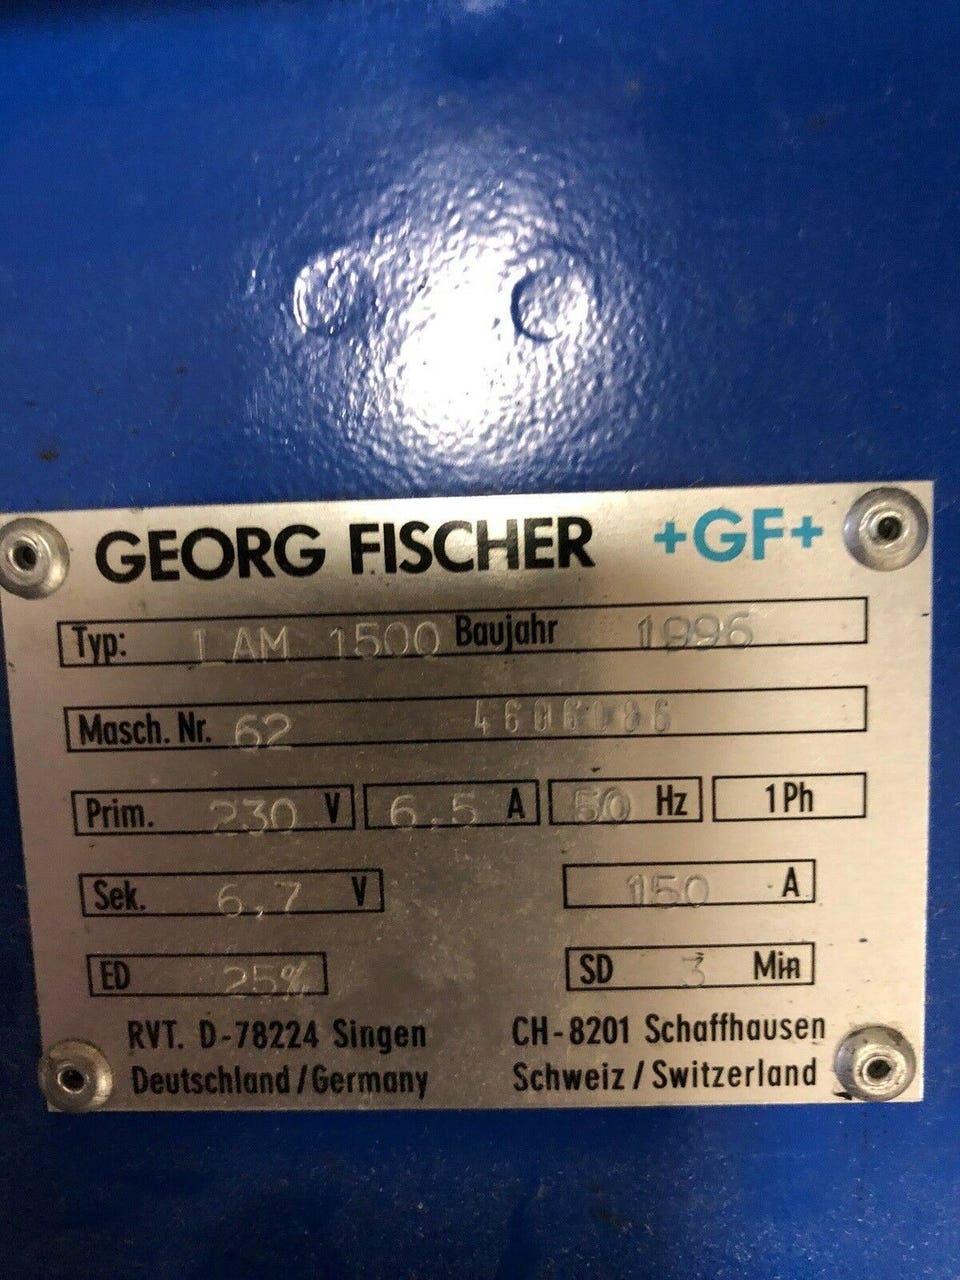 GEORG FISCHER +GF+
Typ: LAM 1500 Baujahr 1996
Masch. Nr. 62
Prim. 230 V 6.5 A 50 Hz 1Ph
Sek. 6,7 V 150 A
ED 25% SD 3 Min
RVT. D-78224 Singen CH-8201 Schaffhausen
Deutschland/Germany Schweiz/Switzerland